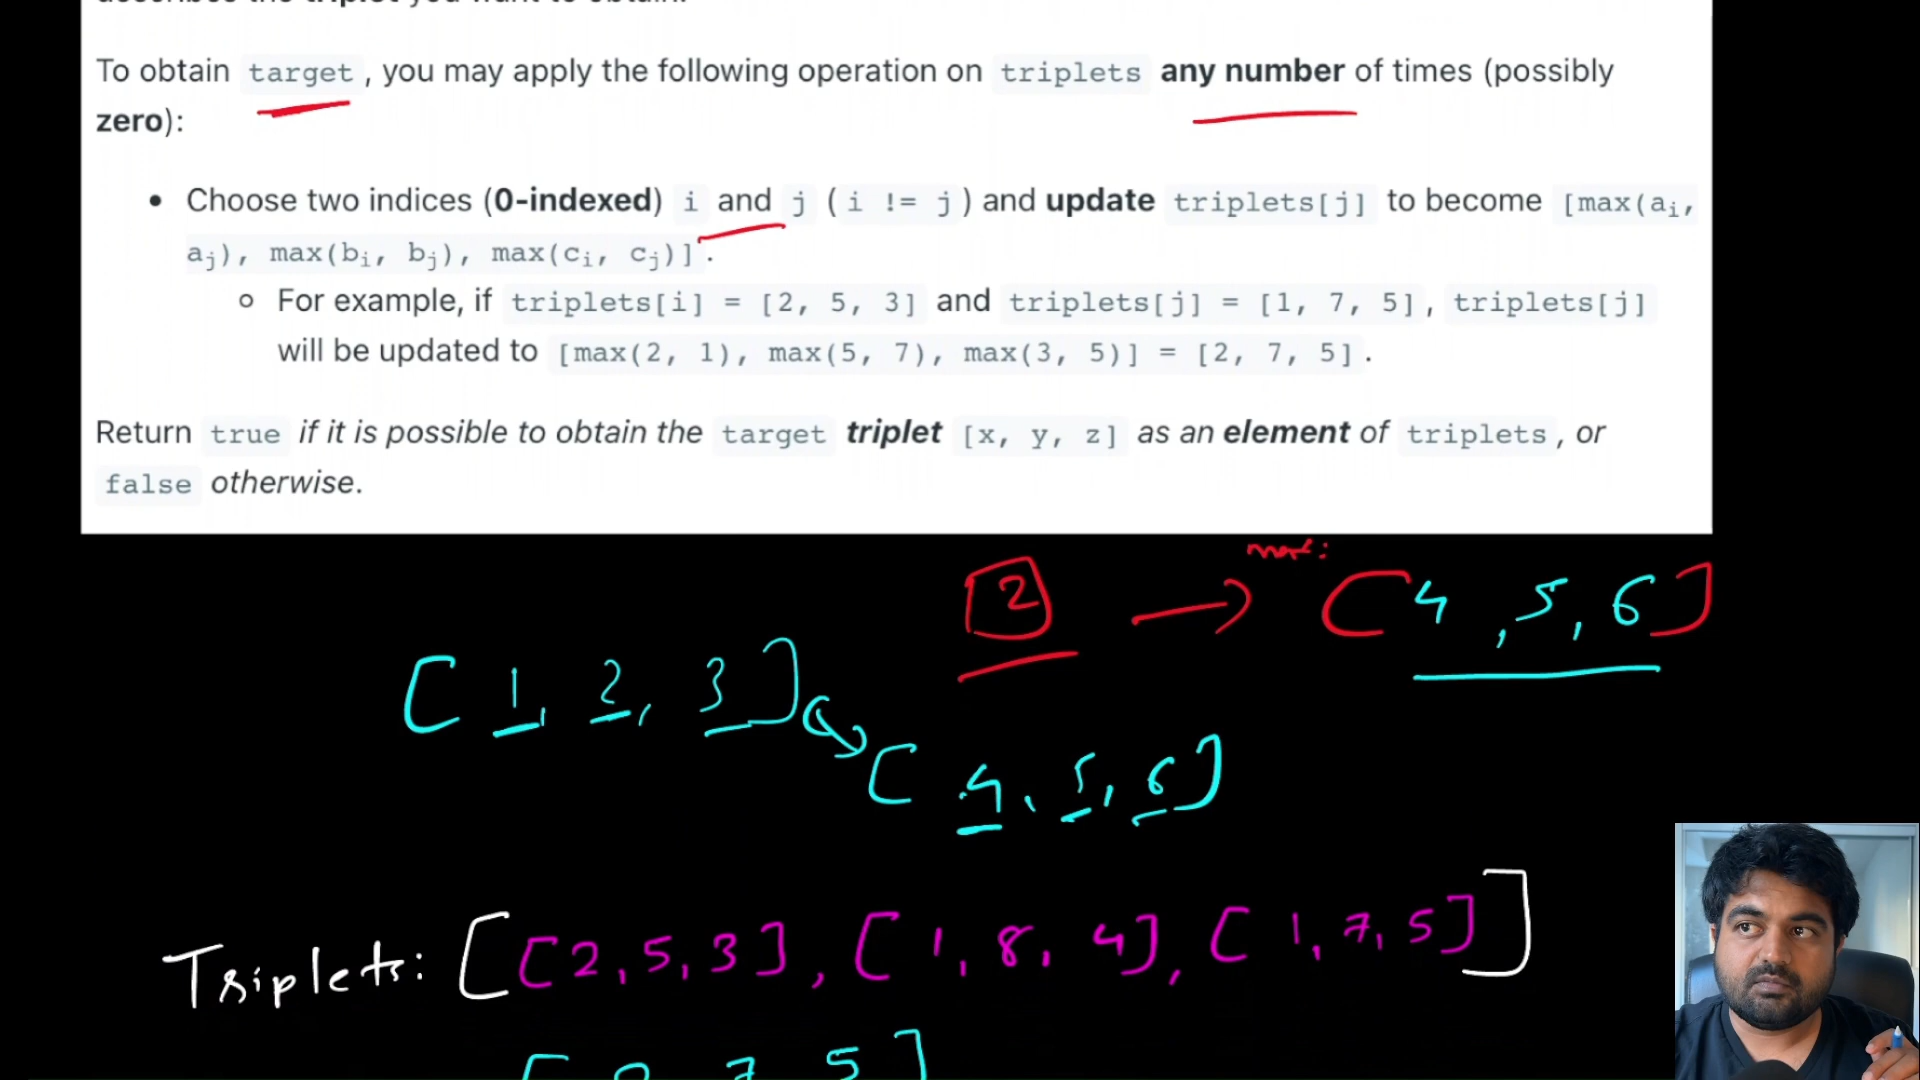 To obtain target , you may apply the following operation on triplets any number of times (possibly
zero):
• Choose two indices (0-indexed) i and j ( i != j ) and update triplets[j] to become [max(aᵢ,
aⱼ), max(bᵢ, bⱼ), max(cᵢ, cⱼ)] .
o For example, if triplets[i] = [2, 5, 3] and triplets[j] = [1, 7, 5] , triplets[j]
will be updated to [max(2, 1), max(5, 7), max(3, 5)] = [2, 7, 5] .
Return true if it is possible to obtain the target triplet [x, y, z] as an element of triplets , or
false otherwise.
2 → [4, 5, 6]
[1, 2, 3]
[4, 5, 6]
Triplets: [[2, 5, 3], [1, 8, 4], [1, 7, 5]]
7 5 ]